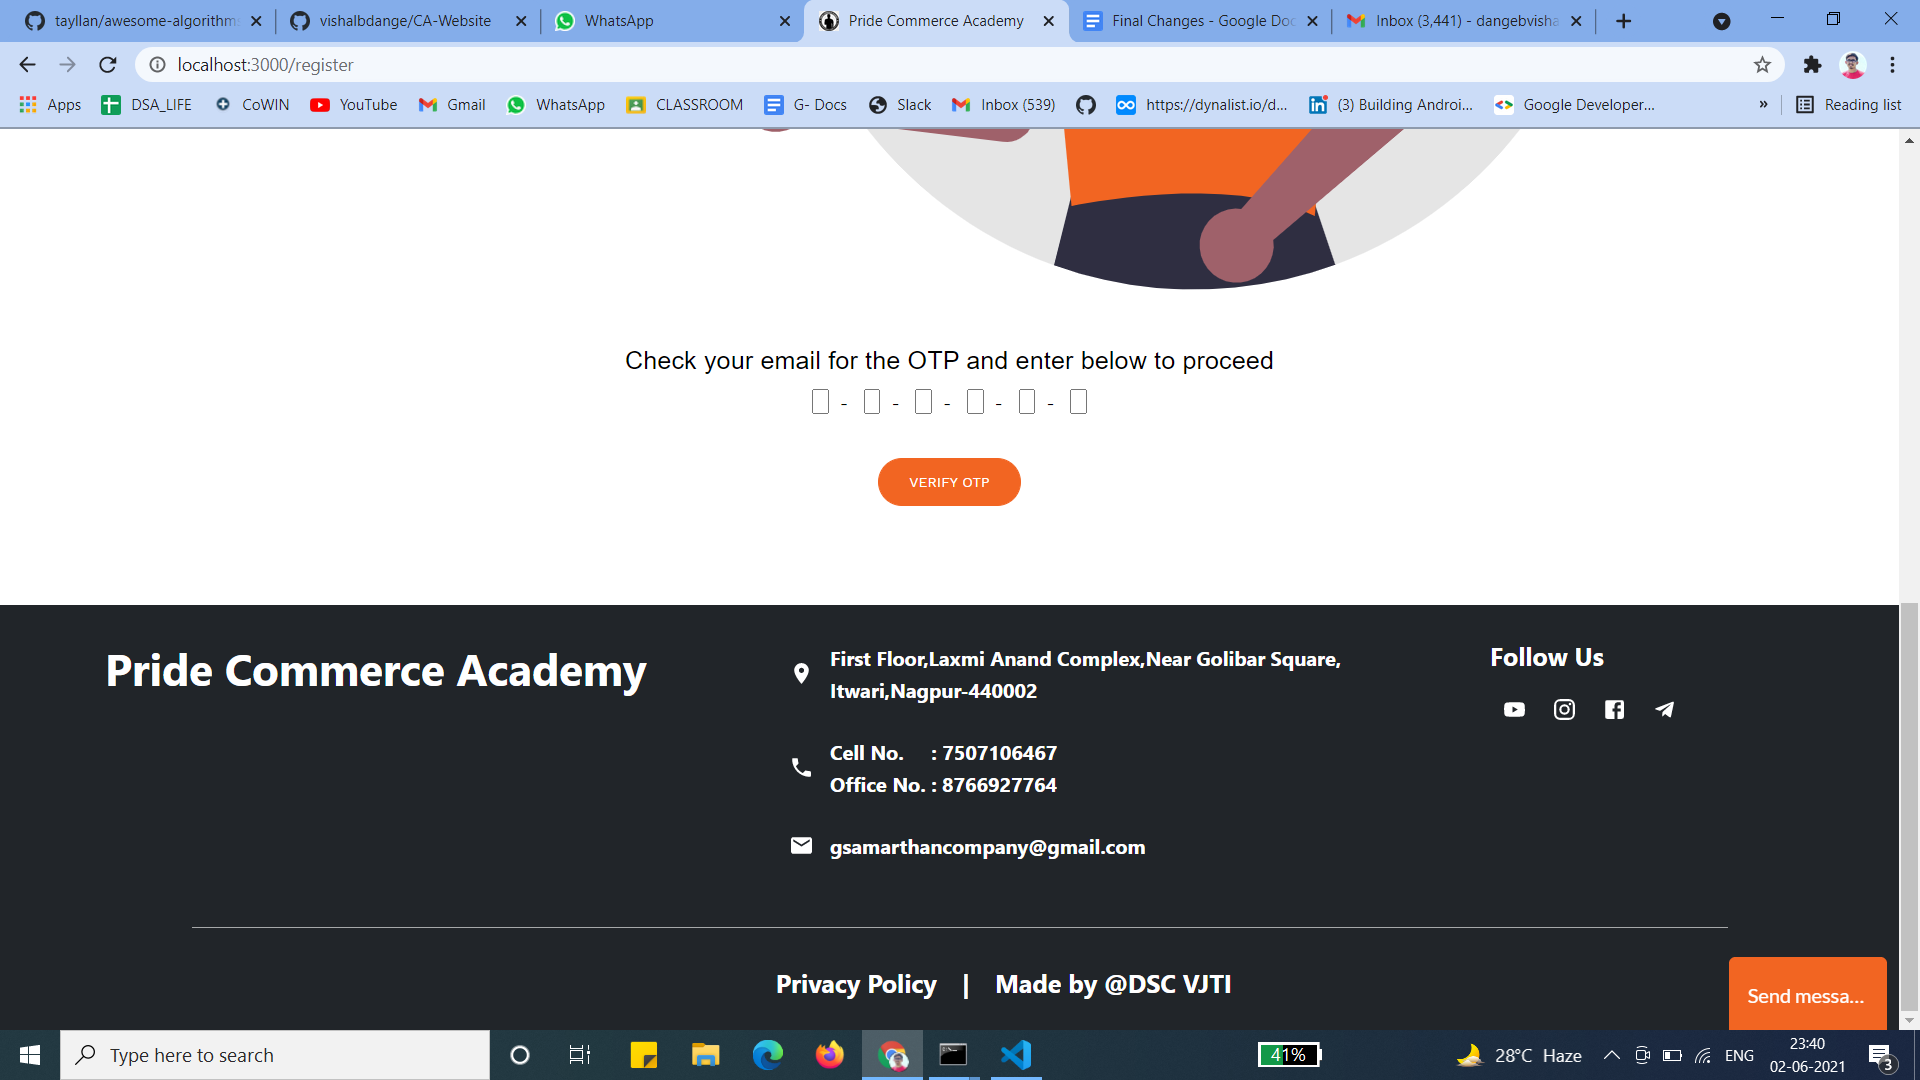 tayllan/awesome-algorithm
vishalbdange/CA-Website
WhatsApp
Pride Commerce Academy
Final Changes - Google Doc
Inbox (3,441) - dangebvisha
localhost:3000/register
Apps
DSA_LIFE
CoWIN
YouTube
Gmail
WhatsApp
CLASSROOM
G- Docs
Slack
Inbox (539)
https://dynalist.io/d...
(3) Building Androi...
Google Developer...
»
Reading list
Check your email for the OTP and enter below to proceed
- - - - -
VERIFY OTP
Pride Commerce Academy
First Floor,Laxmi Anand Complex,Near Golibar Square,
Itwari,Nagpur-440002
Cell No. : 7507106467
Office No. : 8766927764
gsamarthancompany@gmail.com
Follow Us
Privacy Policy | Made by @DSC VJTI
Send messa...
Type here to search
41%
28°C Haze
ENG
23:40
02-06-2021
3